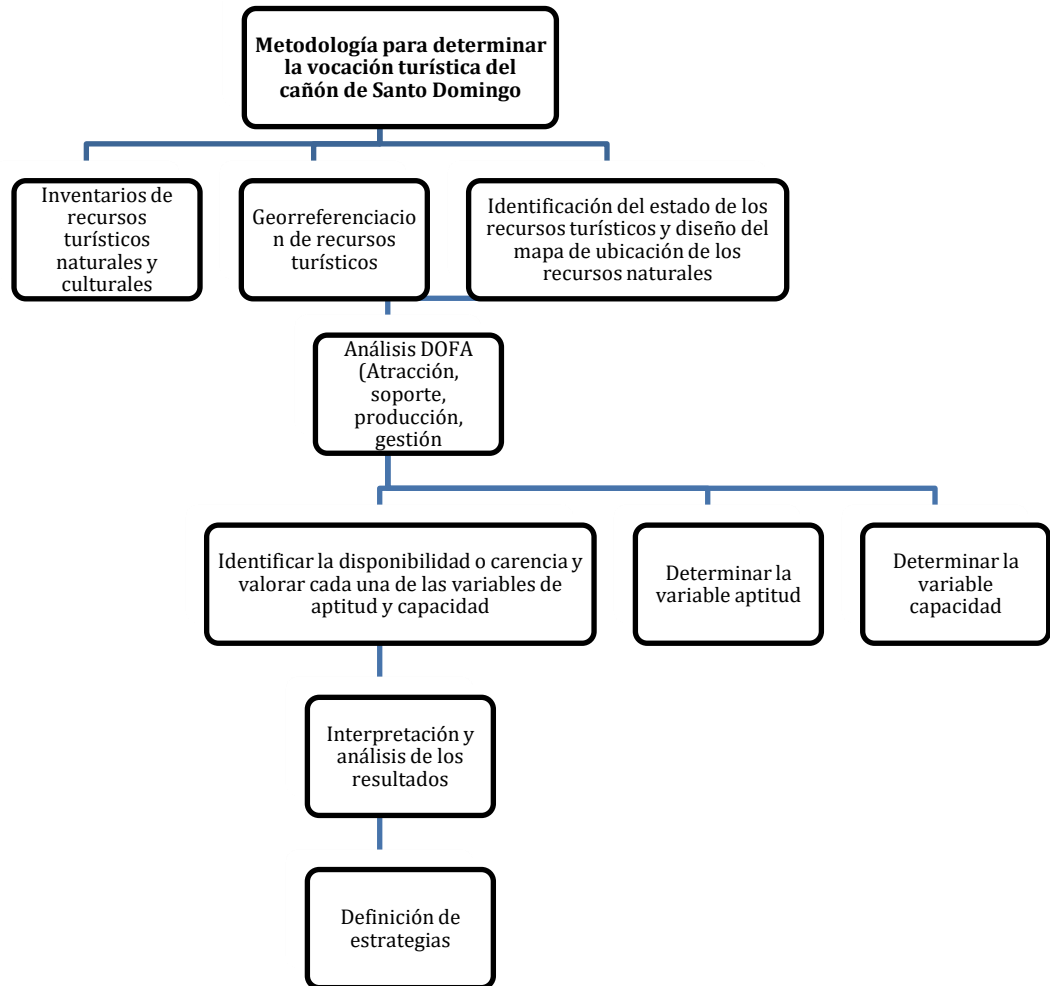 Metodología para determinar
la vocación turística del
cañón de Santo Domingo
Inventarios de
recursos
turísticos
naturales y
culturales
Georreferenciacio
n de recursos
turísticos
Identificación del estado de los
recursos turísticos y diseño del
mapa de ubicación de los
recursos naturales
Análisis DOFA
(Atracción,
soporte,
producción,
gestión
Identificar la disponibilidad o carencia y
valorar cada una de las variables de
aptitud y capacidad
Determinar la
variable aptitud
Determinar la
variable
capacidad
Interpretación y
análisis de los
resultados
Definición de
estrategias